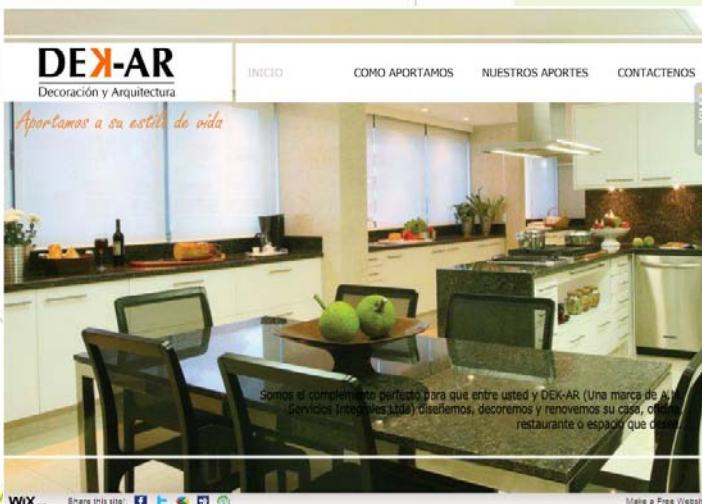 DEK-AR
Decoración y Arquitectura
INICIO
COMO APORTAMOS
NUESTROS APORTES
CONTACTENOS
Aportamos a su estilo de vida
Somos el complemento perfecto para que entre usted y DEK-AR (Una marca de A.M.
Servicios Integrales Ltda) diseñemos, decoremos y renovemos su casa, oficina,
restaurante o espacio que desee.
WiX
Share this site:
Make a Free Website